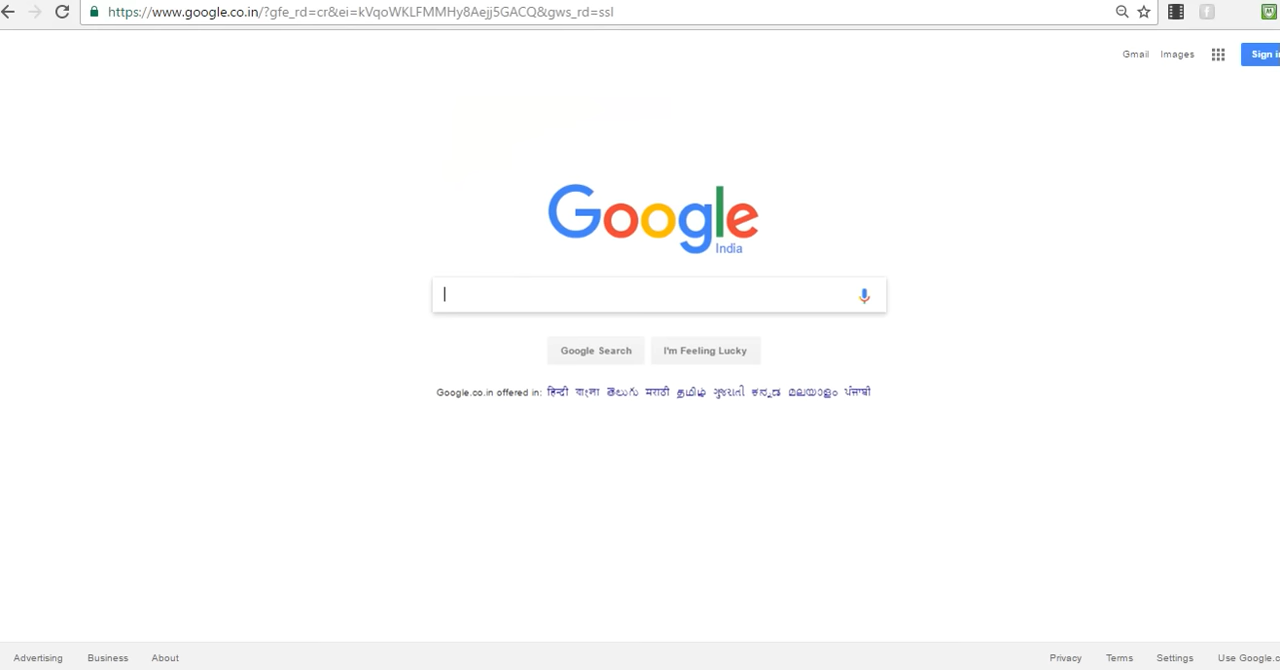 https://www.google.co.in/?gfe_rd=cr&ei=kVqoWKLFMMHy8Aejj5GACQ&gws_rd=ssl
Gmail Images Sign i
Google
India
Google Search I'm Feeling Lucky
Google.co.in offered in: हिन्दी বাংলা తెలుగు मराठी தமிழ் ગુજરાતી ಕನ್ನಡ മലയാളം ਪੰਜਾਬੀ
Advertising Business About Privacy Terms Settings Use Google.c